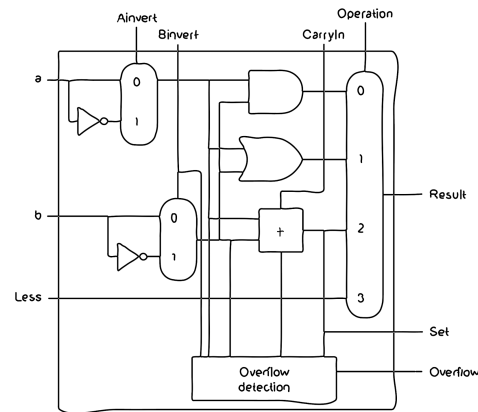 Operation
Ainvert
Binvert
CarryIn
a
0
1
0
1
b
0
1
+
2
Result
Less
3
Set
Overflow
detection
Overflow